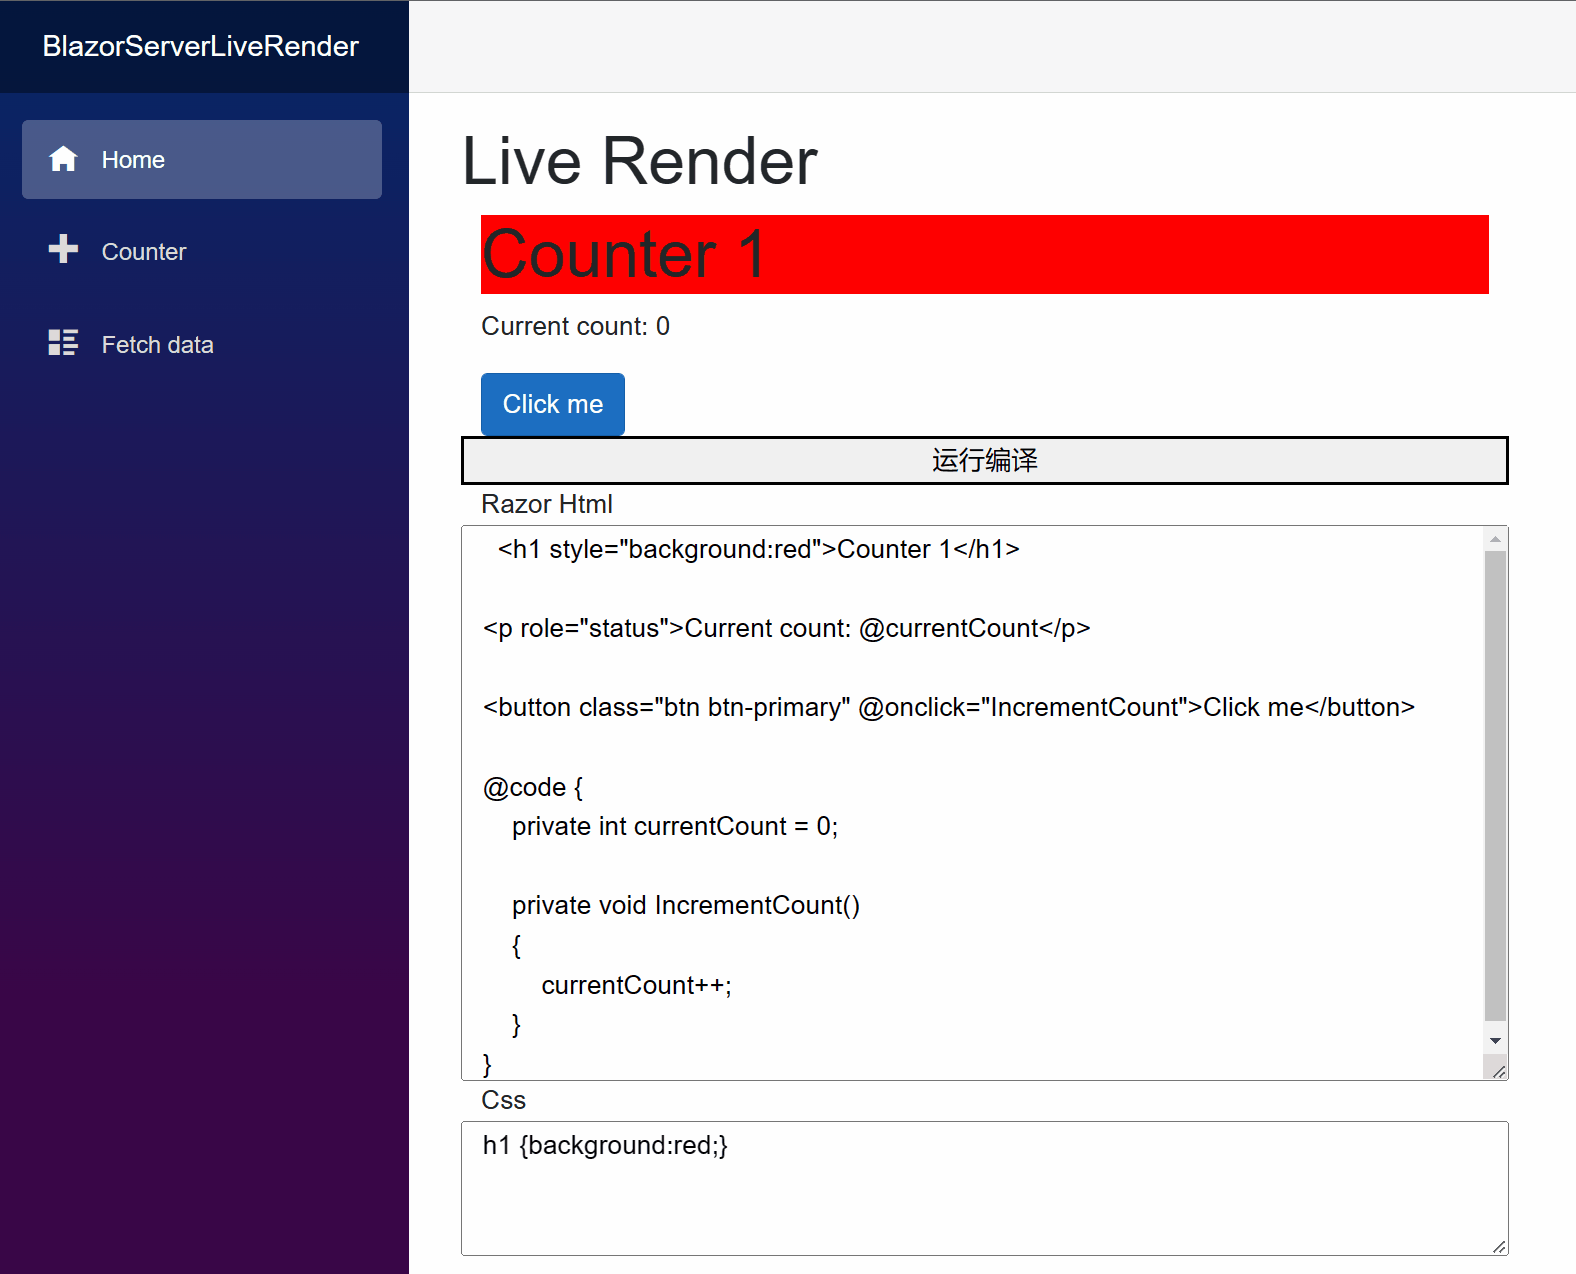 BlazorServerLiveRender
Home
Counter
Fetch data
Live Render
Counter 1
Current count: 0
Click me
运行编译
Razor Html
<h1 style="background:red">Counter 1</h1>
<p role="status">Current count: @currentCount</p>
<button class="btn btn-primary" @onclick="IncrementCount">Click me</button>
@code {
private int currentCount = 0;
private void IncrementCount()
{
currentCount++;
}
}
Css
h1 {background:red;}